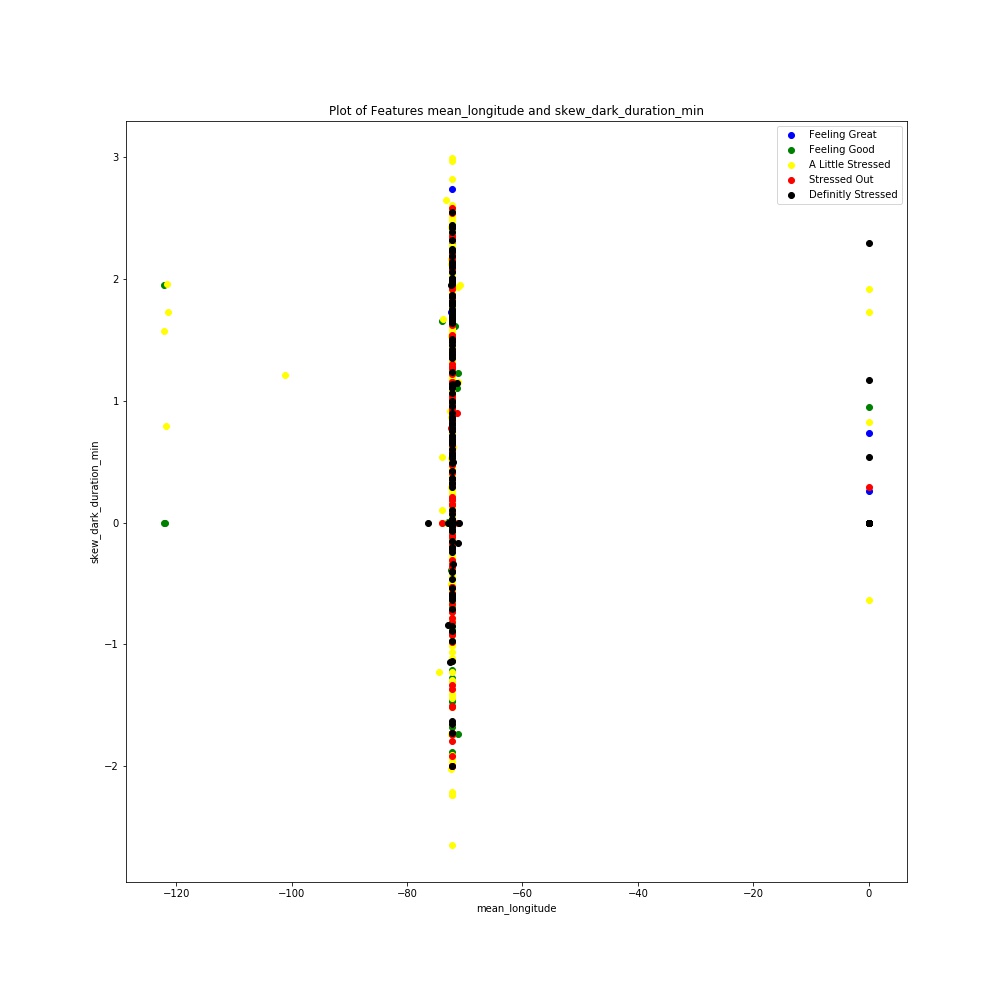 Plot of Features mean_longitude and skew_dark_duration_min
Feeling Great
Feeling Good
A Little Stressed
Stressed Out
Definitly Stressed
3
2
1
0
−1
−2
skew_dark_duration_min
−120
−100
−80
−60
−40
−20
0
mean_longitude